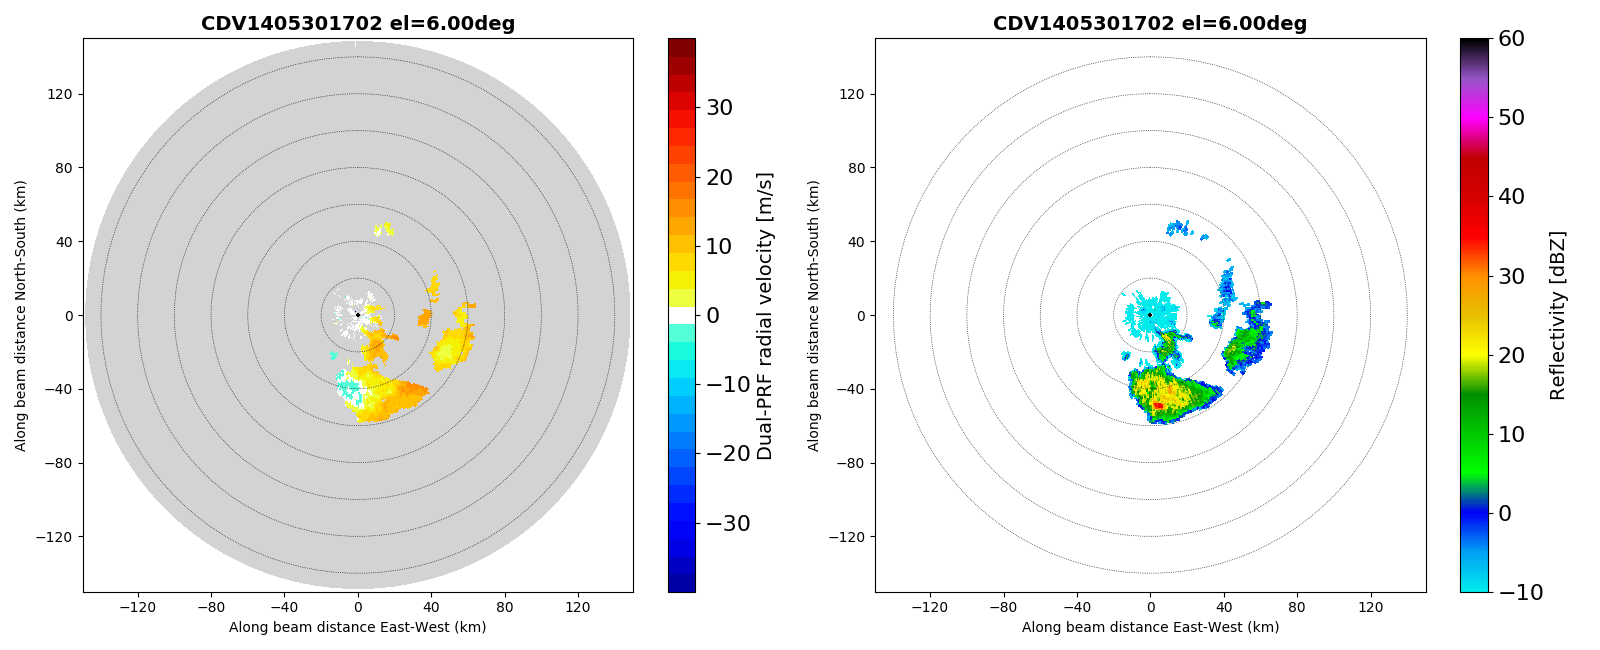 CDV1405301702 el=6.00deg
Along beam distance North-South (km)
120
80
40
0
−40
−80
−120
−120 −80 −40 0 40 80 120
Along beam distance East-West (km)
30
20
10
0
−10
−20
−30
Dual-PRF radial velocity [m/s]
CDV1405301702 el=6.00deg
Along beam distance North-South (km)
120
80
40
0
−40
−80
−120
−120 −80 −40 0 40 80 120
Along beam distance East-West (km)
60
50
40
30
20
10
0
−10
Reflectivity [dBZ]